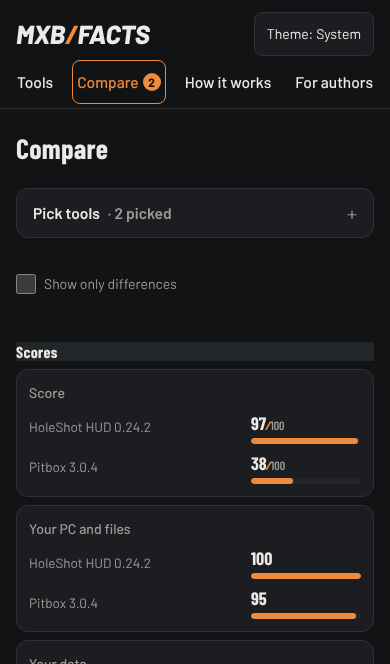 MXB/FACTS
Theme: System
Tools
Compare 2
How it works
For authors
Compare
Pick tools · 2 picked +
Show only differences
Scores
Score
HoleShot HUD 0.24.2 97/100
Pitbox 3.0.4 38/100
Your PC and files
HoleShot HUD 0.24.2 100
Pitbox 3.0.4 95
Your data